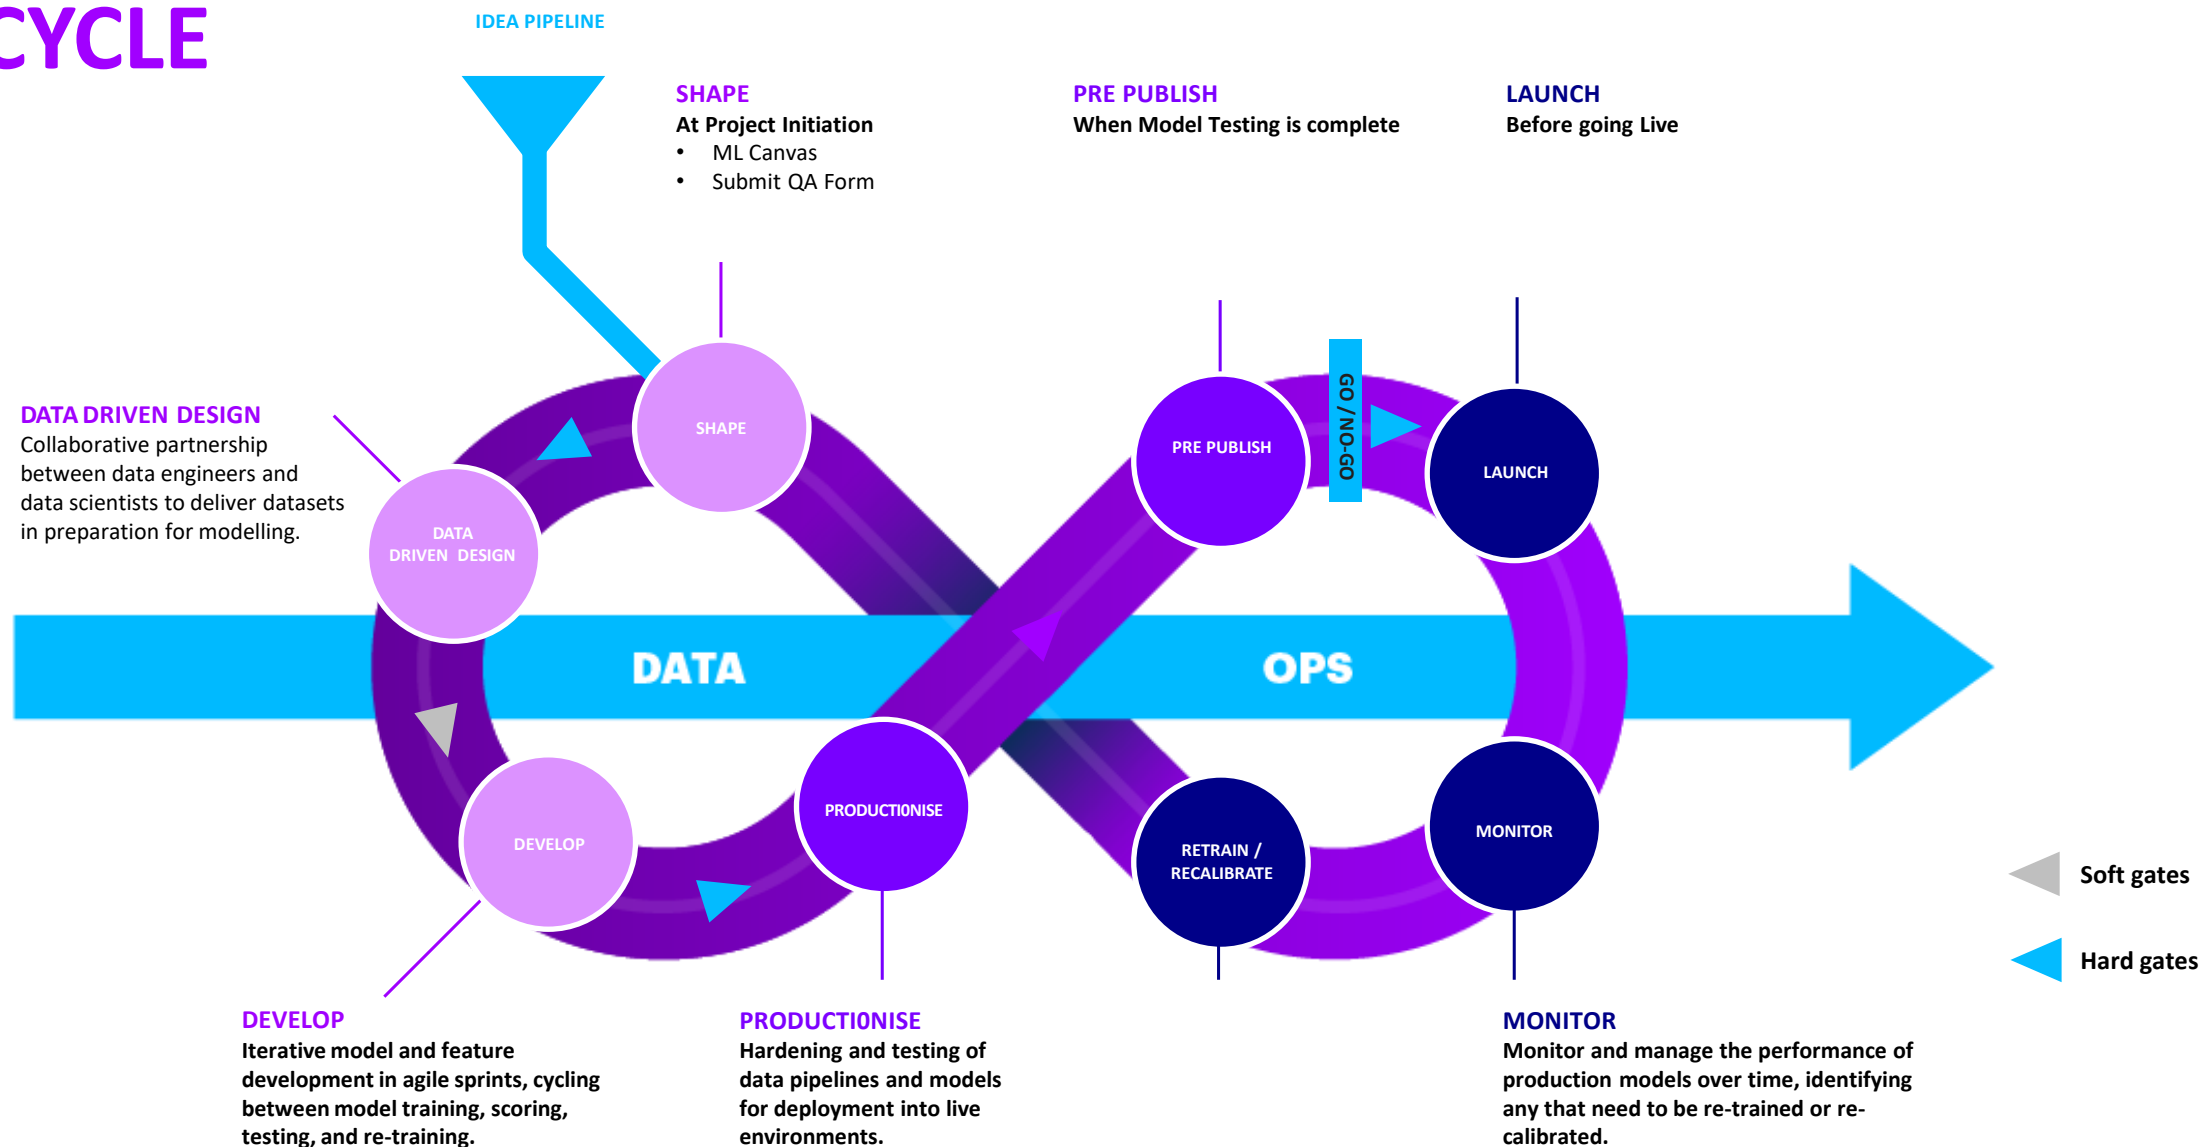 CYCLE
IDEA PIPELINE
SHAPE
At Project Initiation
• ML Canvas
• Submit QA Form
PRE PUBLISH
When Model Testing is complete
LAUNCH
Before going Live
DATA DRIVEN DESIGN
Collaborative partnership
between data engineers and
data scientists to deliver datasets
in preparation for modelling.
SHAPE
DATA
DRIVEN DESIGN
PRE PUBLISH
GO / NO-GO
LAUNCH
DATA
OPS
DEVELOP
PRODUCTI0NISE
RETRAIN /
RECALIBRATE
MONITOR
Soft gates
Hard gates
DEVELOP
Iterative model and feature
development in agile sprints, cycling
between model training, scoring,
testing, and re-training.
PRODUCTI0NISE
Hardening and testing of
data pipelines and models
for deployment into live
environments.
MONITOR
Monitor and manage the performance of
production models over time, identifying
any that need to be re-trained or re-
calibrated.